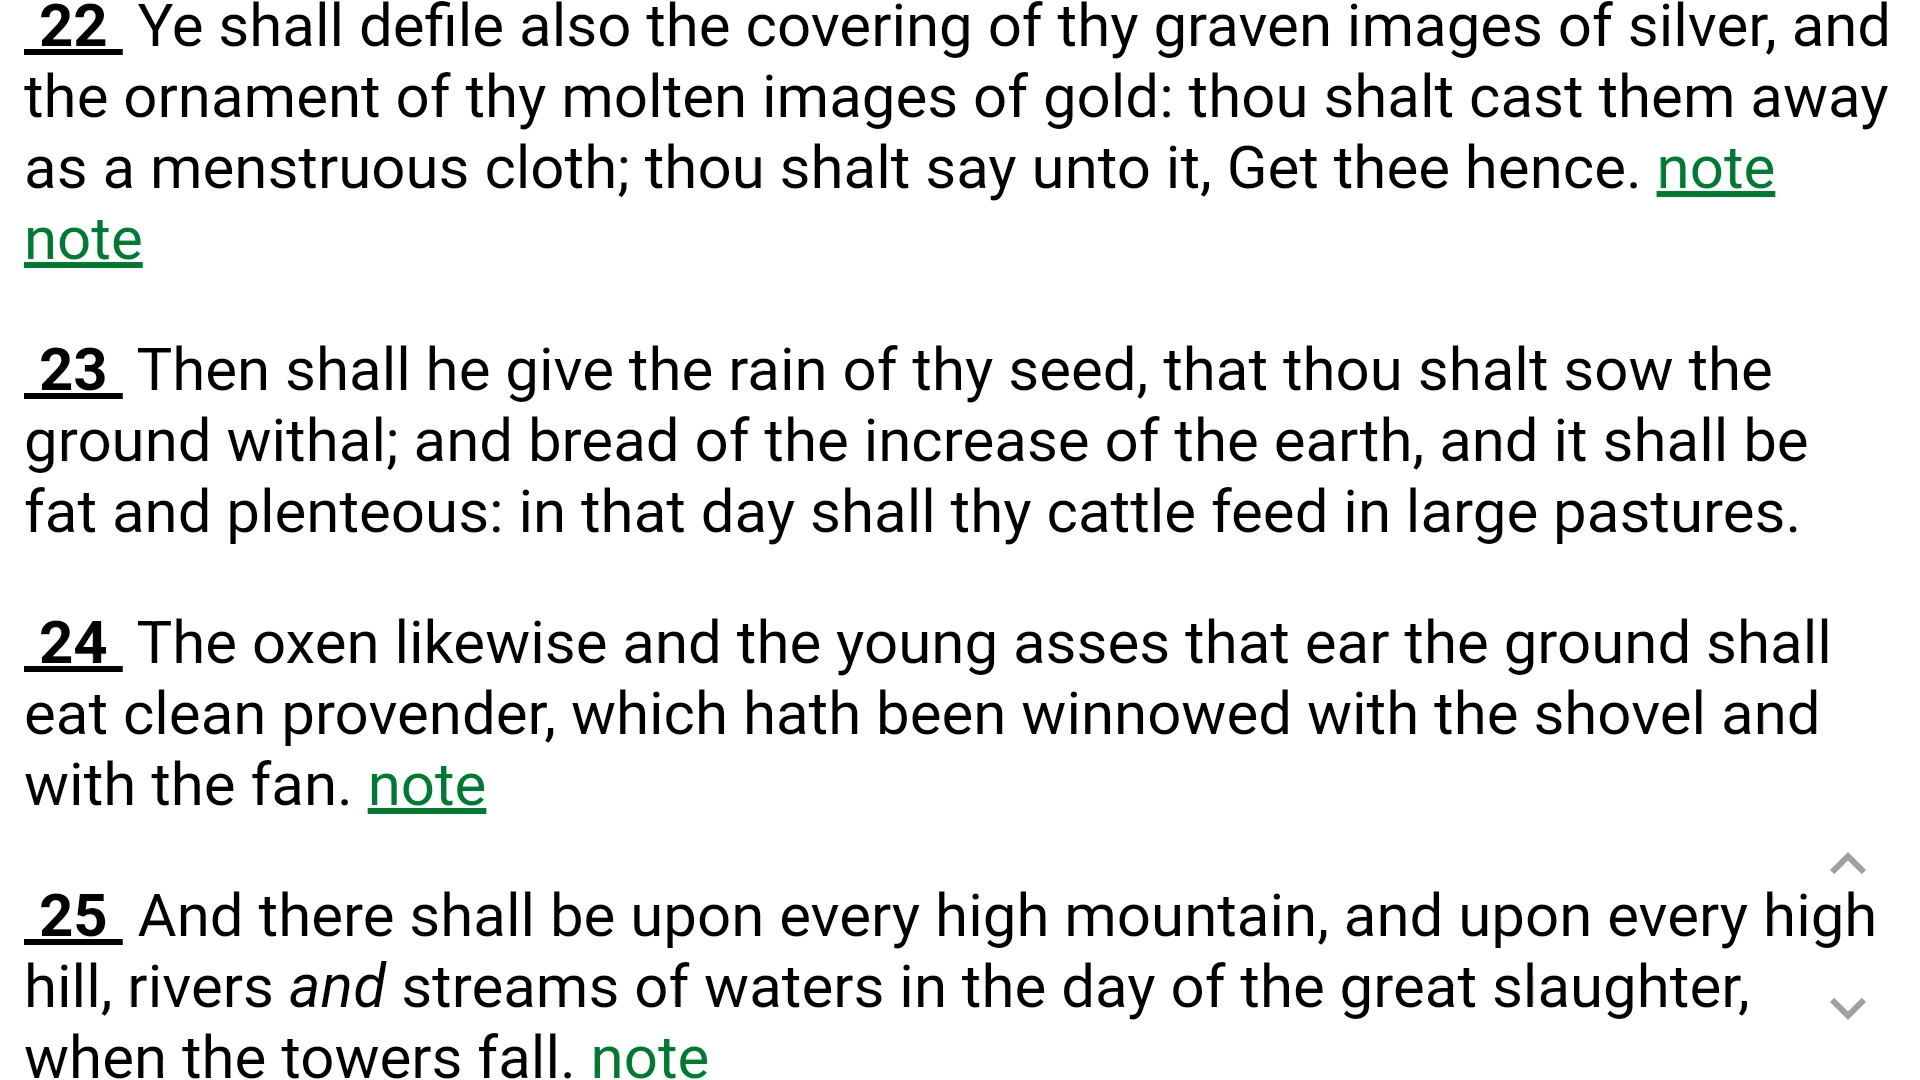 22 Ye shall defile also the covering of thy graven images of silver, and
the ornament of thy molten images of gold: thou shalt cast them away
as a menstruous cloth; thou shalt say unto it, Get thee hence. note
note
23 Then shall he give the rain of thy seed, that thou shalt sow the
ground withal; and bread of the increase of the earth, and it shall be
fat and plenteous: in that day shall thy cattle feed in large pastures.
24 The oxen likewise and the young asses that ear the ground shall
eat clean provender, which hath been winnowed with the shovel and
with the fan. note
25 And there shall be upon every high mountain, and upon every high
hill, rivers and streams of waters in the day of the great slaughter,
when the towers fall. note